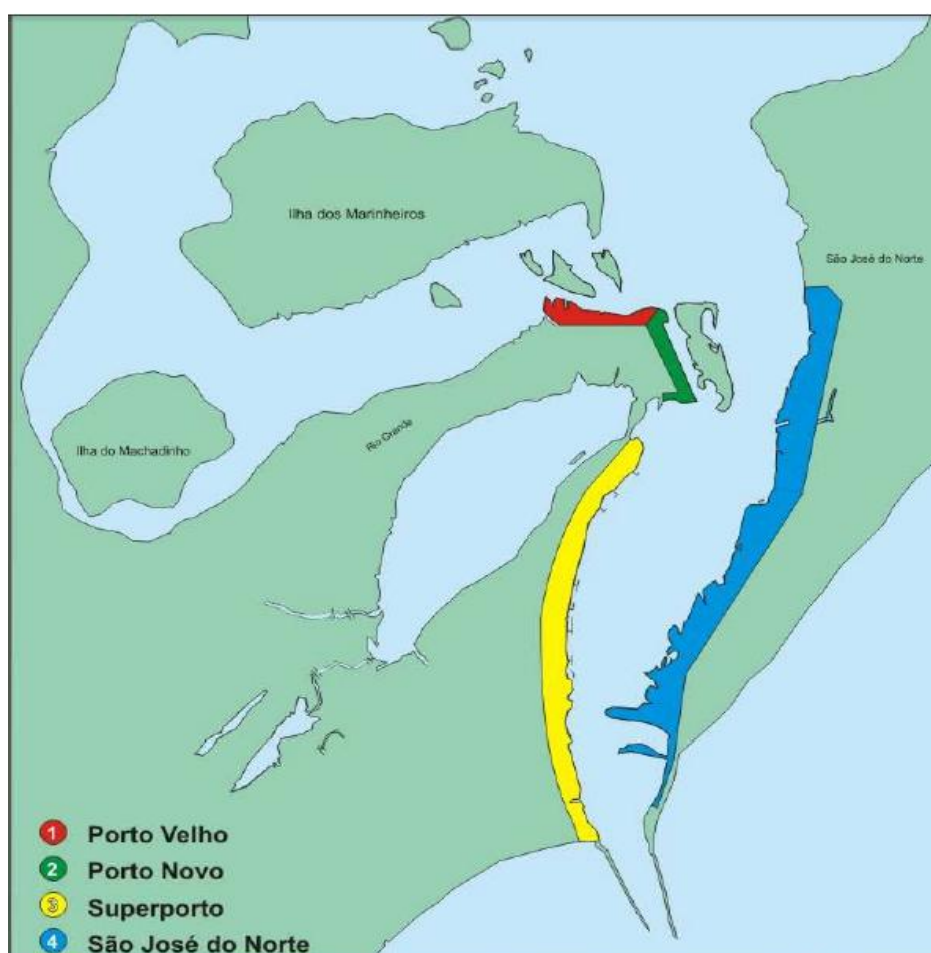 Ilha dos Marinheiros
São José do Norte
Rio Grande
Ilha do Machadinho
1 Porto Velho
2 Porto Novo
3 Superporto
4 São José do Norte